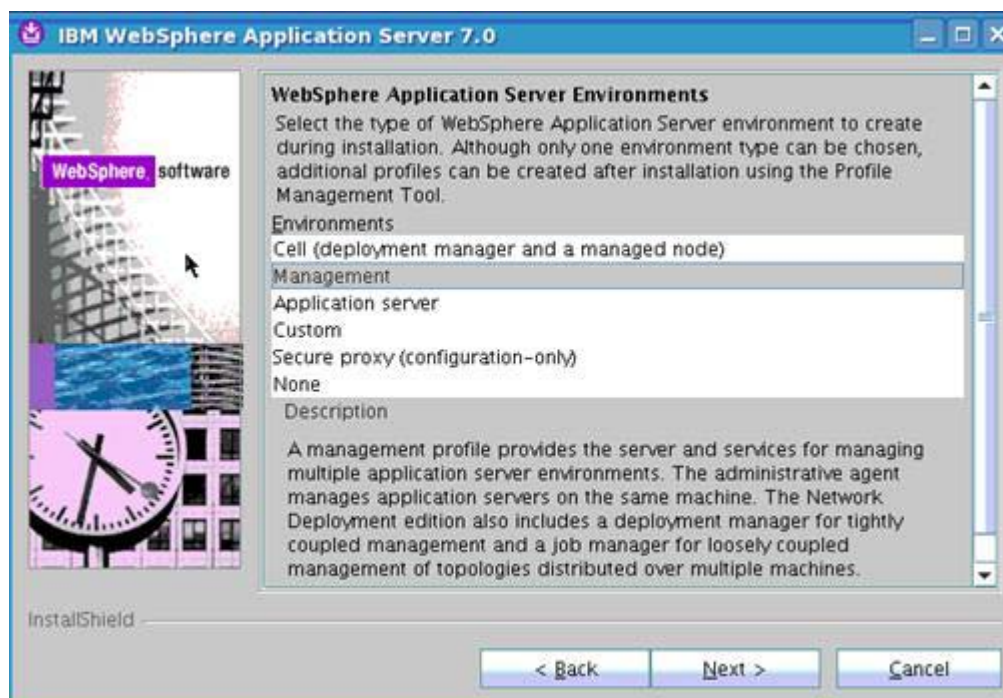 IBM WebSphere Application Server 7.0
WebSphere. software
WebSphere Application Server Environments
Select the type of WebSphere Application Server environment to create
during installation. Although only one environment type can be chosen,
additional profiles can be created after installation using the Profile
Management Tool.
Environments
Cell (deployment manager and a managed node)
Management
Application server
Custom
Secure proxy (configuration-only)
None
Description
A management profile provides the server and services for managing
multiple application server environments. The administrative agent
manages application servers on the same machine. The Network
Deployment edition also includes a deployment manager for tightly
coupled management and a job manager for loosely coupled
management of topologies distributed over multiple machines.
InstallShield
< Back
Next >
Cancel